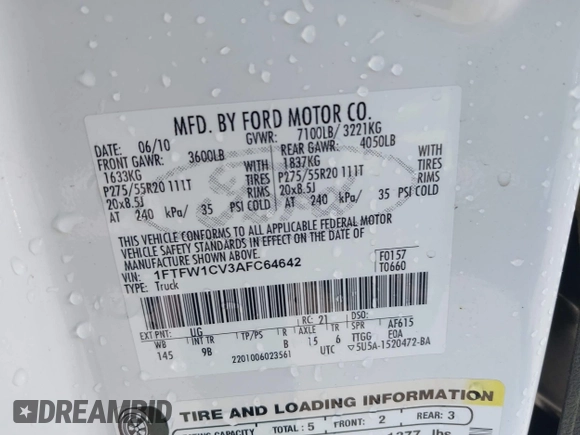 MFD. BY FORD MOTOR CO.
DATE: 06/10 GVWR: 7100LB/ 3221KG
FRONT GAWR: 3600LB REAR GAWR: 4050LB
1633KG WITH 1837KG WITH
P275/55R20 111T TIRES P275/55R20 111T TIRES
20x8.5J RIMS 20x8.5J RIMS
AT 240 kPa/ 35 PSI COLD AT 240 kPa/ 35 PSI COLD
THIS VEHICLE CONFORMS TO ALL APPLICABLE FEDERAL MOTOR
VEHICLE SAFETY STANDARDS IN EFFECT ON THE DATE OF
MANUFACTURE SHOWN ABOVE.
VIN: 1FTFW1CV3AFC64642 F0157
TYPE: Truck T0660
EXT PNT: UG RC: 21 DSO:
WB INT TR TP/PS R AXLE TR SPR AF615
145 9B B 15 6 TTGG EOA
2201006023561 UTC 5U5A-1520472-BA
TIRE AND LOADING INFORMATION
SEATING CAPACITY TOTAL: 5 FRONT: 2 REAR: 3
lbs
DREAMBID